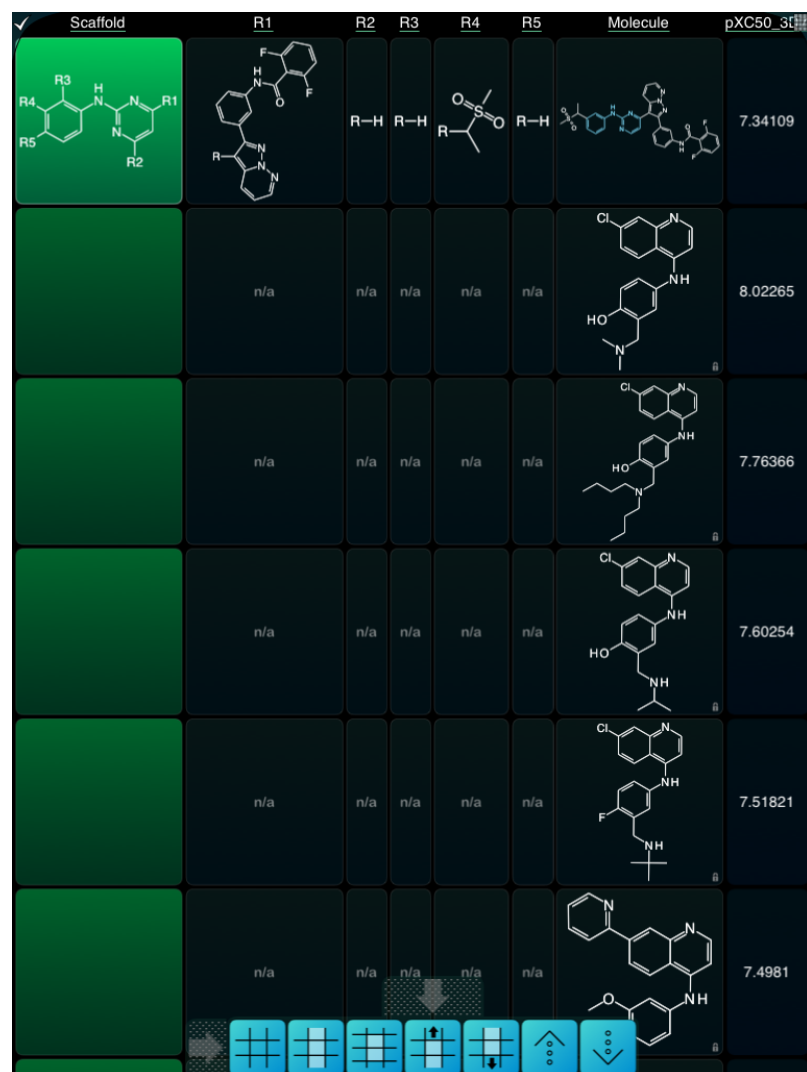 Scaffold R1 R2 R3 R4 R5 Molecule pXC50_3
R3 H N R4 R5 N N R1 R2
F H N O F R N N N
R–H R–H
O S O R
R–H
7.34109
n/a n/a n/a n/a n/a Cl N NH HO N 8.02265
n/a n/a n/a n/a n/a Cl N NH HO N 7.76366
n/a n/a n/a n/a n/a Cl N NH HO NH 7.60254
n/a n/a n/a n/a n/a Cl N NH F NH 7.51821
n/a n/a n/a n/a n/a N N O NH 7.4981